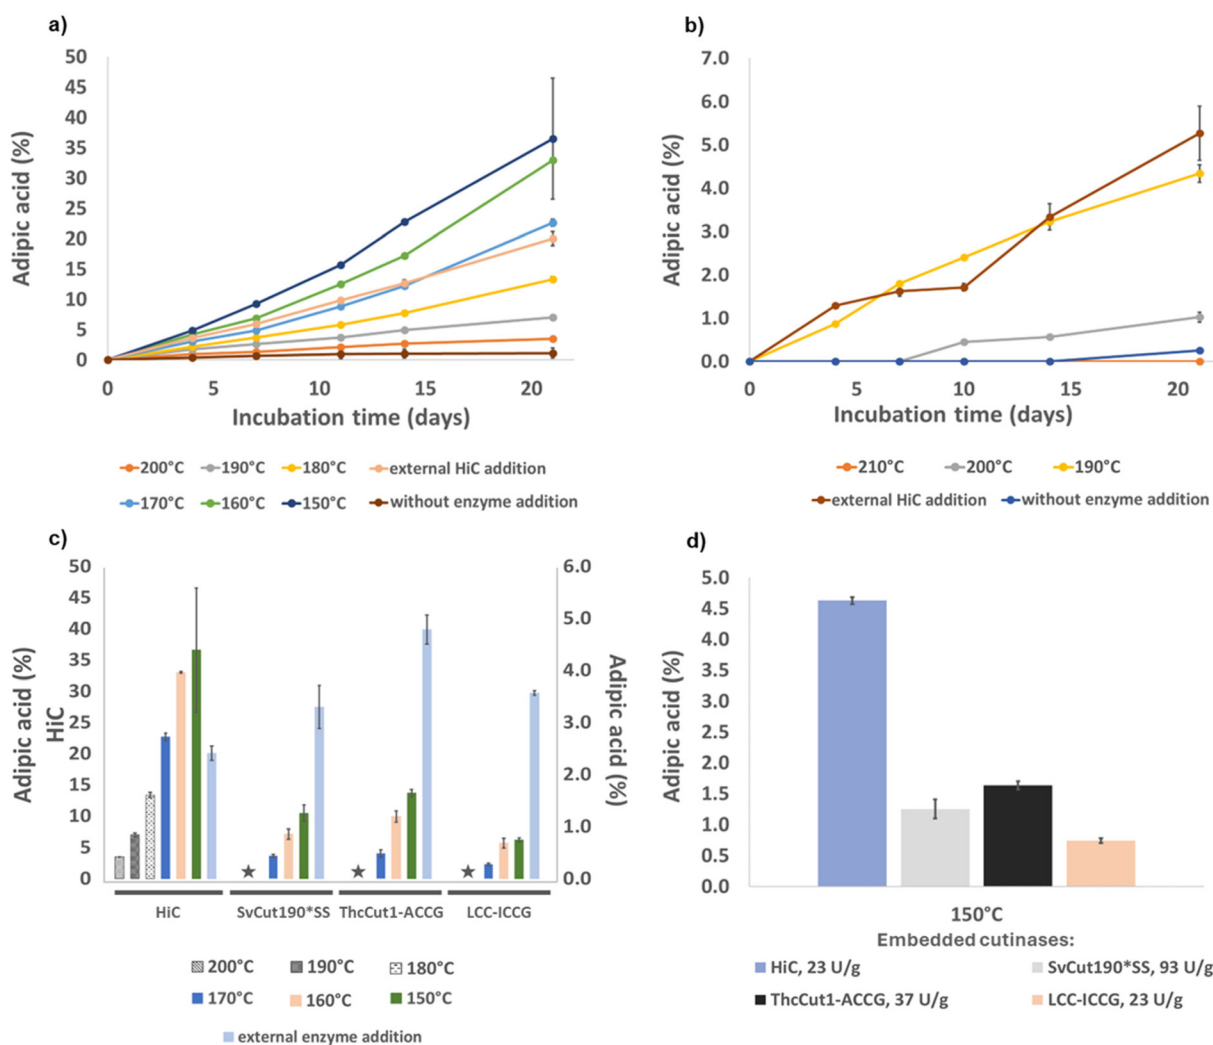 a)
50
45
40
35
30
25
20
15
10
5
0
Adipic acid (%)
0 5 10 15 20
Incubation time (days)
200°C 190°C 180°C external HiC addition
170°C 160°C 150°C without enzyme addition
b)
7.0
6.0
5.0
4.0
3.0
2.0
1.0
0.0
Adipic acid (%)
0 5 10 15 20
Incubation time (days)
210°C 200°C 190°C
external HiC addition without enzyme addition
c)
50
45
40
35
30
25
20
15
10
5
0
Adipic acid (%)
HiC
6.0
5.0
4.0
3.0
2.0
1.0
0.0
Adipic acid (%)
HiC SvCut190*SS ThcCut1-ACCG LCC-ICCG
200°C 190°C 180°C
170°C 160°C 150°C
external enzyme addition
d)
5.0
4.5
4.0
3.5
3.0
2.5
2.0
1.5
1.0
0.5
0.0
Adipic acid (%)
150°C
Embedded cutinases:
HiC, 23 U/g SvCut190*SS, 93 U/g
ThcCut1-ACCG, 37 U/g LCC-ICCG, 23 U/g